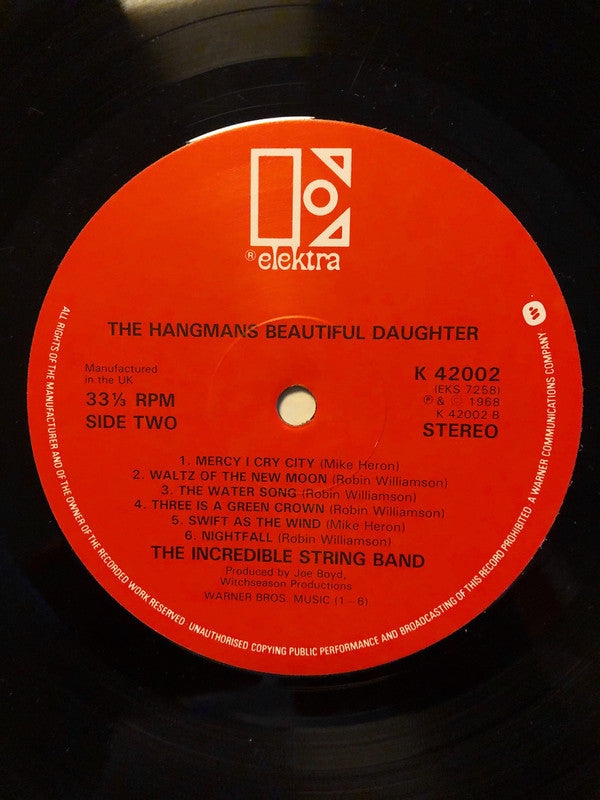 ® elektra
THE HANGMANS BEAUTIFUL DAUGHTER
Manufactured
in the UK
33⅓ RPM
SIDE TWO
K 42002
(EKS 7258)
℗ & © 1968
K 42002 B
STEREO
1. MERCY I CRY CITY (Mike Heron)
2. WALTZ OF THE NEW MOON (Robin Williamson)
3. THE WATER SONG (Robin Williamson)
4. THREE IS A GREEN CROWN (Robin Williamson)
5. SWIFT AS THE WIND (Mike Heron)
6. NIGHTFALL (Robin Williamson)
THE INCREDIBLE STRING BAND
Produced by Joe Boyd,
Witchseason Productions
WARNER BROS. MUSIC (1–6)
ALL RIGHTS OF THE MANUFACTURER AND OF THE OWNER OF THE RECORDED WORK RESERVED. UNAUTHORISED COPYING PUBLIC PERFORMANCE AND BROADCASTING OF THIS RECORD PROHIBITED. A WARNER COMMUNICATIONS COMPANY